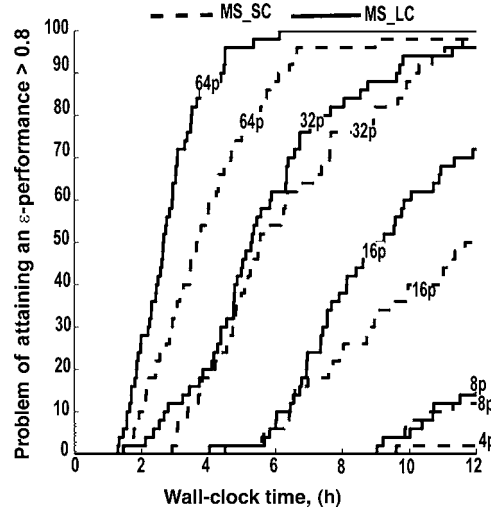 MS_SC MS_LC
Problem of attaining an ε-performance > 0.8
100
90
80
70
60
50
40
30
20
10
0
64p
64p
32p
32p
16p
16p
8p
8p
4p
0 2 4 6 8 10 12
Wall-clock time, (h)